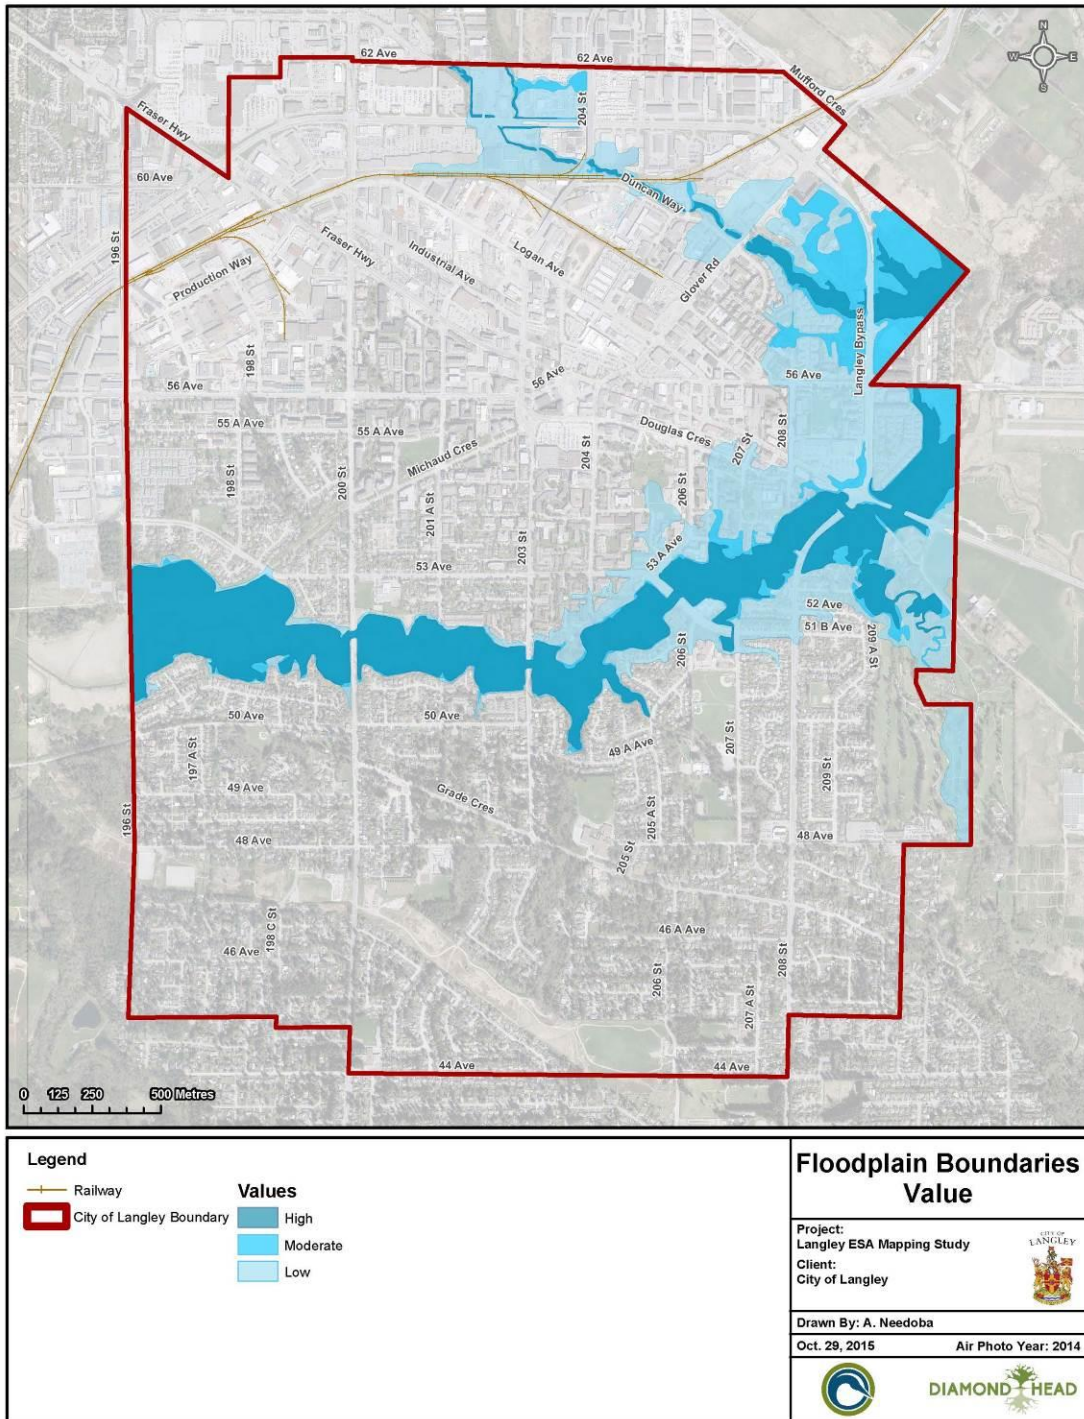 N
W E
S
62 Ave
62 Ave
Mufford Cres
Fraser Hwy
204 St
60 Ave
Duncan Way
196 St
Fraser Hwy
Industrial Ave
Logan Ave
Glover Rd
Production Way
Langley Bypass
198 St
56 Ave
56 Ave
56 Ave
55 A Ave
55 A Ave
Michaud Cres
Douglas Cres
207 St
208 St
204 St
198 St
200 St
201 A St
206 St
203 St
53 Ave
53 A Ave
52 Ave
51 B Ave
209 A St
206 St
50 Ave
50 Ave
49 A Ave
207 St
197 A St
209 St
49 Ave
Grade Cres
205 A St
196 St
48 Ave
48 Ave
205 St
198 C St
46 Ave
46 A Ave
208 St
206 St
207 A St
44 Ave
44 Ave
0 125 250 500 Metres
Legend
Railway
City of Langley Boundary
Values
High
Moderate
Low
Floodplain Boundaries
Value
Project:
Langley ESA Mapping Study
Client:
City of Langley
CITY OF
LANGLEY
Drawn By: A. Needoba
Oct. 29, 2015 Air Photo Year: 2014
DIAMOND HEAD